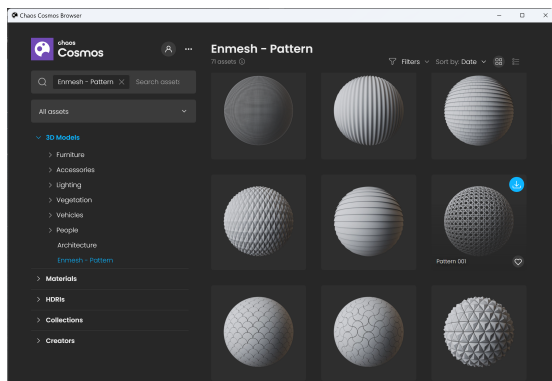 Chaos Cosmos Browser
chaos
Cosmos
Enmesh - Pattern
71 assets
Filters
Sort by: Date
Enmesh - Pattern
Search assets
All assets
3D Models
Furniture
Accessories
Lighting
Vegetation
Vehicles
People
Architecture
Enmesh - Pattern
Materials
HDRIs
Collections
Creators
Pattern 001